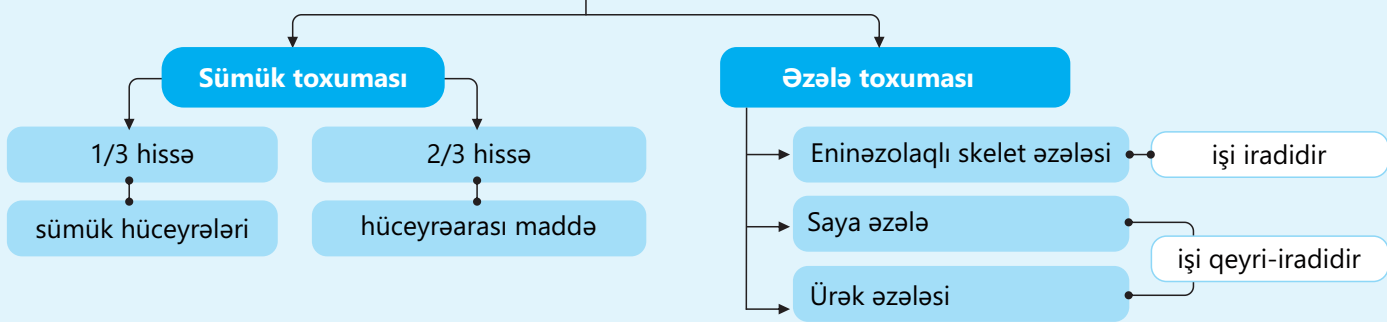 Sümük toxuması
Əzələ toxuması
1/3 hissə
2/3 hissə
sümük hüceyrələri
hüceyrəarası maddə
Eninəzolaqlı skelet əzələsi
işi iradidir
Saya əzələ
Ürək əzələsi
işi qeyri-iradidir